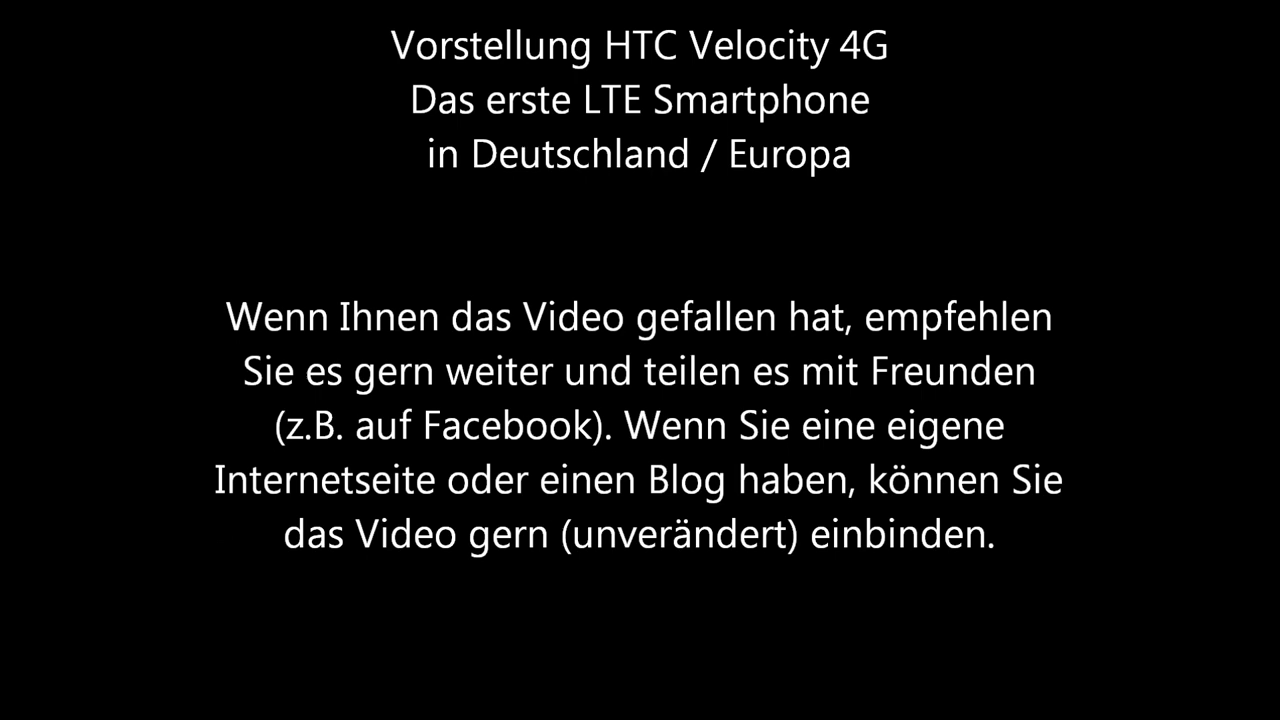 Vorstellung HTC Velocity 4G
Das erste LTE Smartphone
in Deutschland / Europa
Wenn Ihnen das Video gefallen hat, empfehlen
Sie es gern weiter und teilen es mit Freunden
(z.B. auf Facebook). Wenn Sie eine eigene
Internetseite oder einen Blog haben, können Sie
das Video gern (unverändert) einbinden.